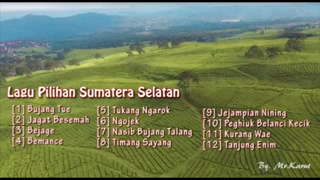 Lagu Pilihan Sumatera Selatan
[1] Bujang Tue
[2] Jagat Besemah
[3] Bejage
[4] Bemance
[5] Tukang Ngarok
[6] Ngojek
[7] Nasib Bujang Talang
[8] Timang Sayang
[9] Jejampian Nining
[10] Peghiuk Belanci Kecik
[11] Kurang Wae
[12] Tanjung Enim
By. Mr.Karut